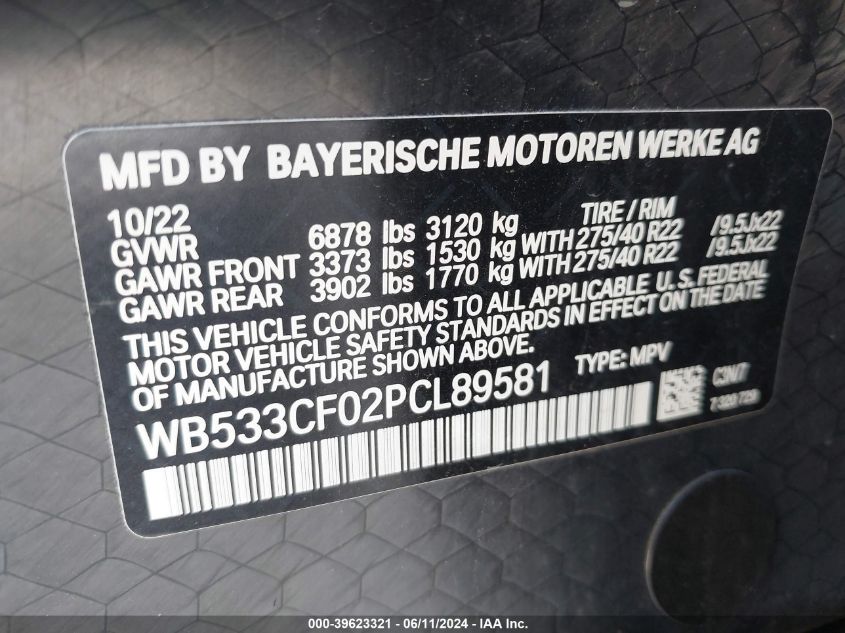 MFD BY BAYERISCHE MOTOREN WERKE AG
10/22 TIRE / RIM
GVWR 6878 lbs 3120 kg
GAWR FRONT 3373 lbs 1530 kg WITH 275/40 R22 /9.5Jx22
GAWR REAR 3902 lbs 1770 kg WITH 275/40 R22 /9.5Jx22
THIS VEHICLE CONFORMS TO ALL APPLICABLE U.S. FEDERAL
MOTOR VEHICLE SAFETY STANDARDS IN EFFECT ON THE DATE
OF MANUFACTURE SHOWN ABOVE.
TYPE: MPV
WB533CF02PCL89581
000-39623321 - 06/11/2024 - IAA Inc.